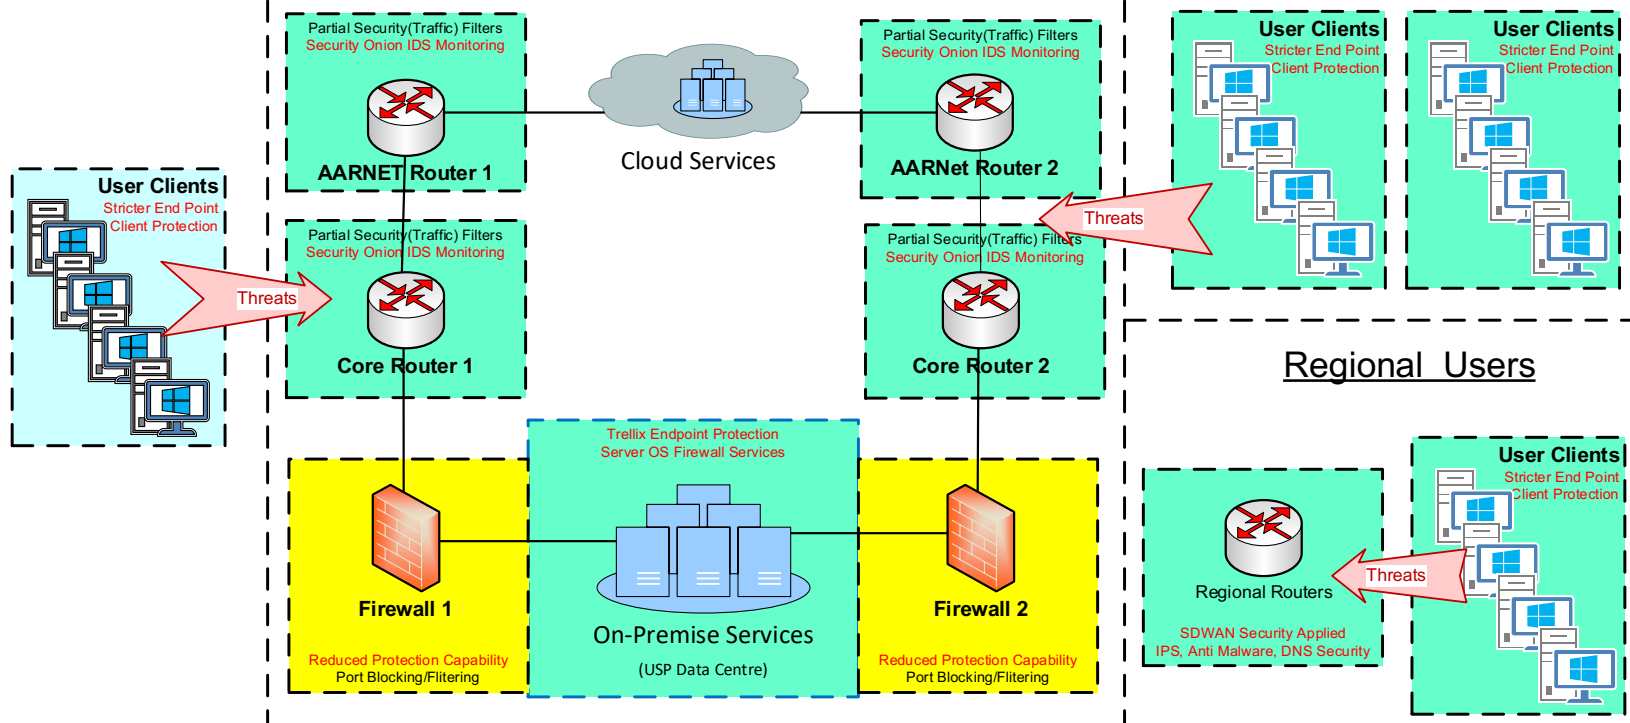 User Clients
Stricter End Point
Client Protection
Threats
Partial Security(Traffic) Filters
Security Onion IDS Monitoring
AARNET Router 1
Partial Security(Traffic) Filters
Security Onion IDS Monitoring
Core Router 1
Cloud Services
Partial Security(Traffic) Filters
Security Onion IDS Monitoring
AARNet Router 2
Partial Security(Traffic) Filters
Security Onion IDS Monitoring
Core Router 2
Threats
User Clients
Stricter End Point
Client Protection
User Clients
Stricter End Point
Client Protection
Firewall 1
Reduced Protection Capability
Port Blocking/Flitering
Trellix Endpoint Protection
Server OS Firewall Services
On-Premise Services
(USP Data Centre)
Firewall 2
Reduced Protection Capability
Port Blocking/Flitering
Regional Users
Regional Routers
SDWAN Security Applied
IPS, Anti Malware, DNS Security
Threats
User Clients
Stricter End Point
Client Protection